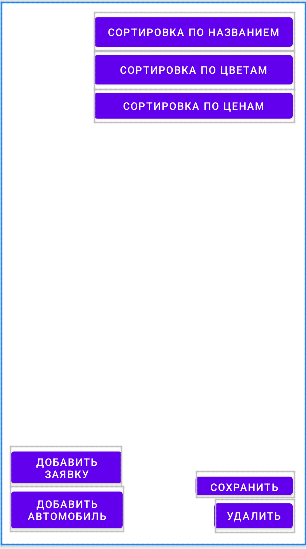 СОРТИРОВКА ПО НАЗВАНИЕМ
СОРТИРОВКА ПО ЦВЕТАМ
СОРТИРОВКА ПО ЦЕНАМ
ДОБАВИТЬ
ЗАЯВКУ
ДОБАВИТЬ
АВТОМОБИЛЬ
СОХРАНИТЬ
УДАЛИТЬ